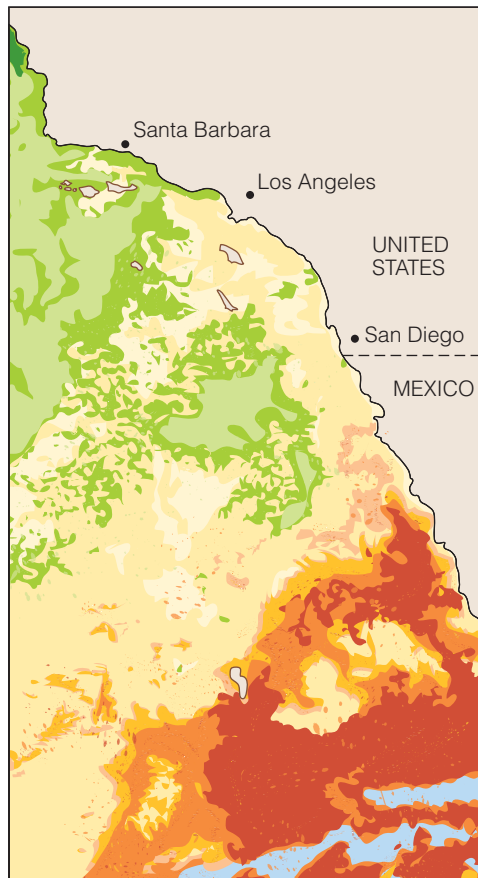 Santa Barbara
Los Angeles
UNITED
STATES
San Diego
MEXICO